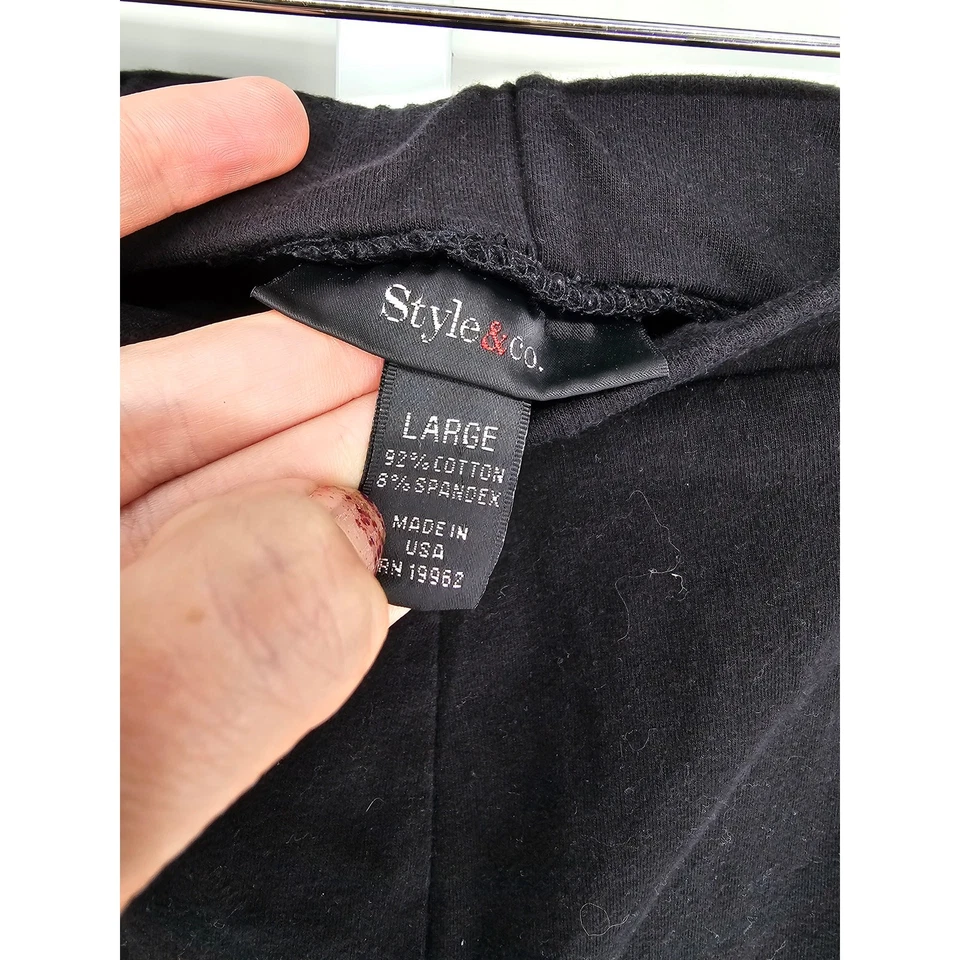 Style&co.
LARGE
92% COTTON
8% SPANDEX
MADE IN
USA
RN 19962